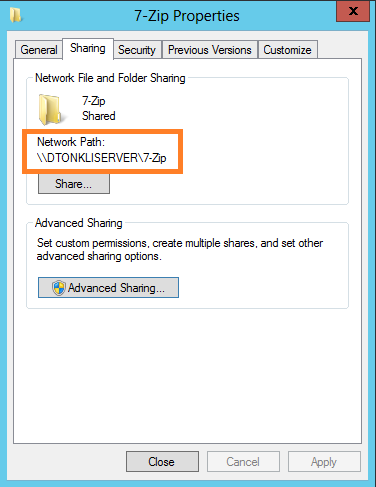 7-Zip Properties
x
General Sharing Security Previous Versions Customize
Network File and Folder Sharing
7-Zip
Shared
Network Path:
\\DTONKLISERVER\7-Zip
Share...
Advanced Sharing
Set custom permissions, create multiple shares, and set other
advanced sharing options.
Advanced Sharing...
Close Cancel Apply